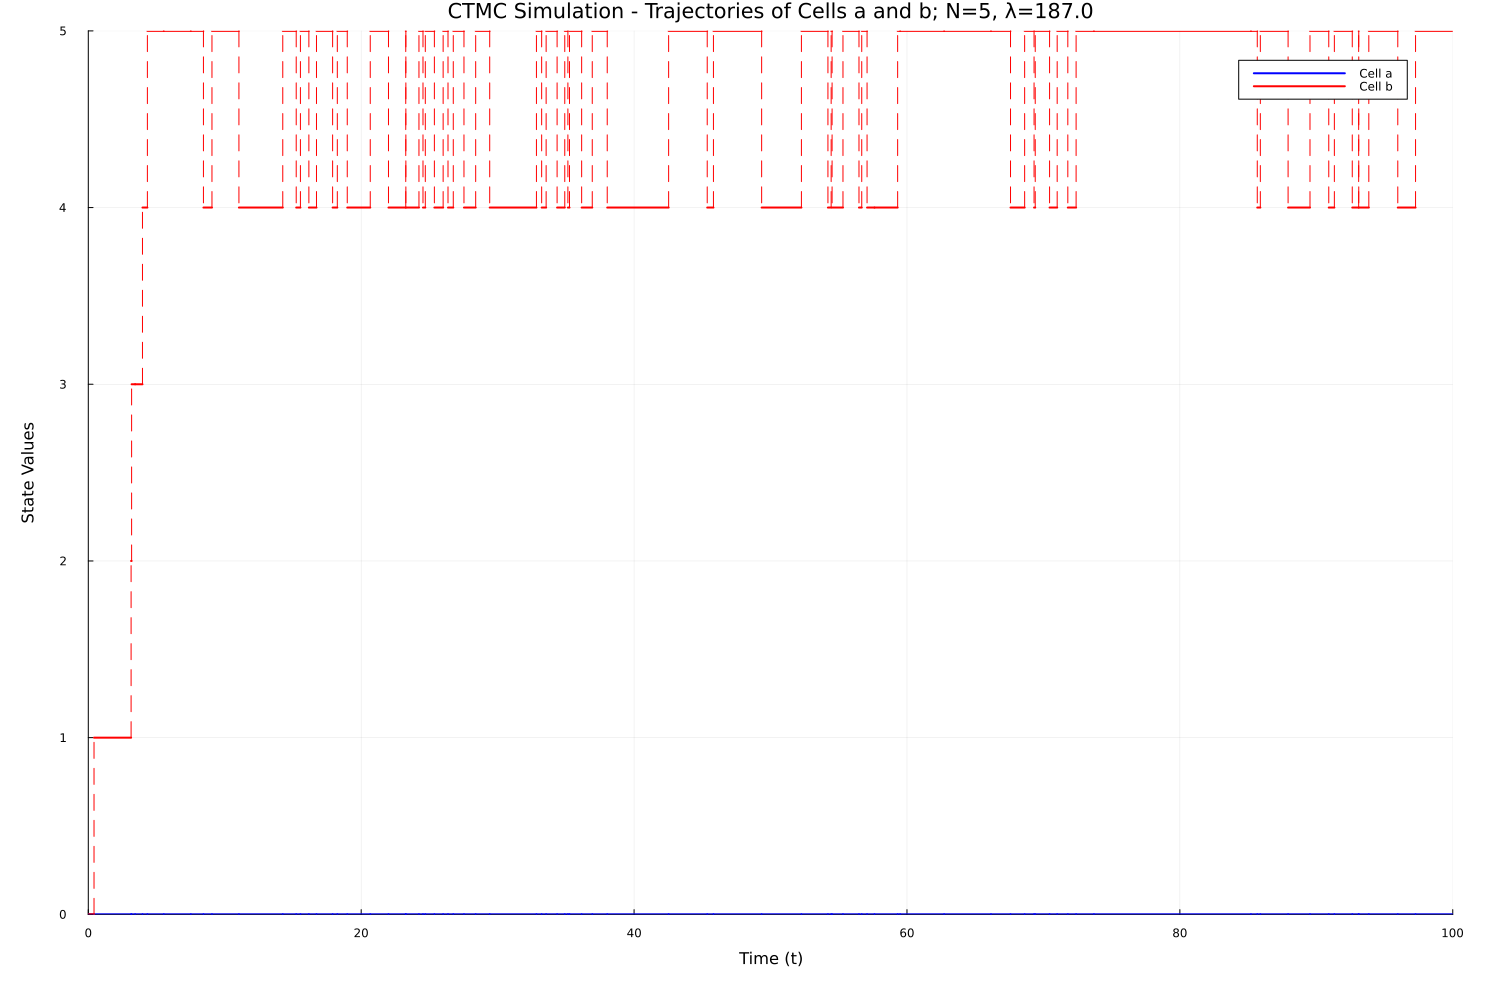 CTMC Simulation - Trajectories of Cells a and b; N=5, λ=187.0
5
4
3
2
1
0
State Values
Cell a
Cell b
0 20 40 60 80 100
Time (t)